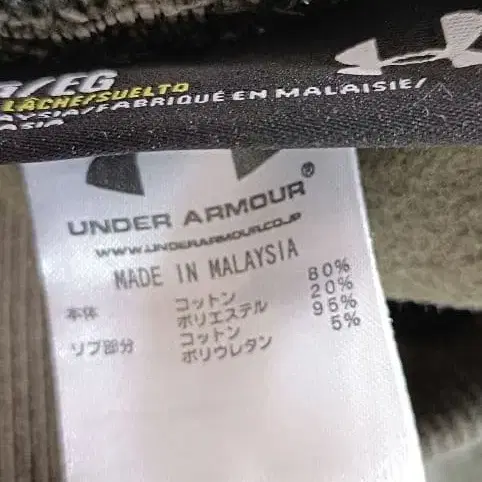 /EG
LÂCHE/SUELTO
AYSIA/FABRIQUÉ EN MALAISIE/
ASIA
UNDER ARMOUR®
WWW.UNDERARMOUR.CO.JP
MADE IN MALAYSIA
本体 コットン 80%
ポリエステル 20%
リブ部分 コットン 95%
ポリウレタン 5%